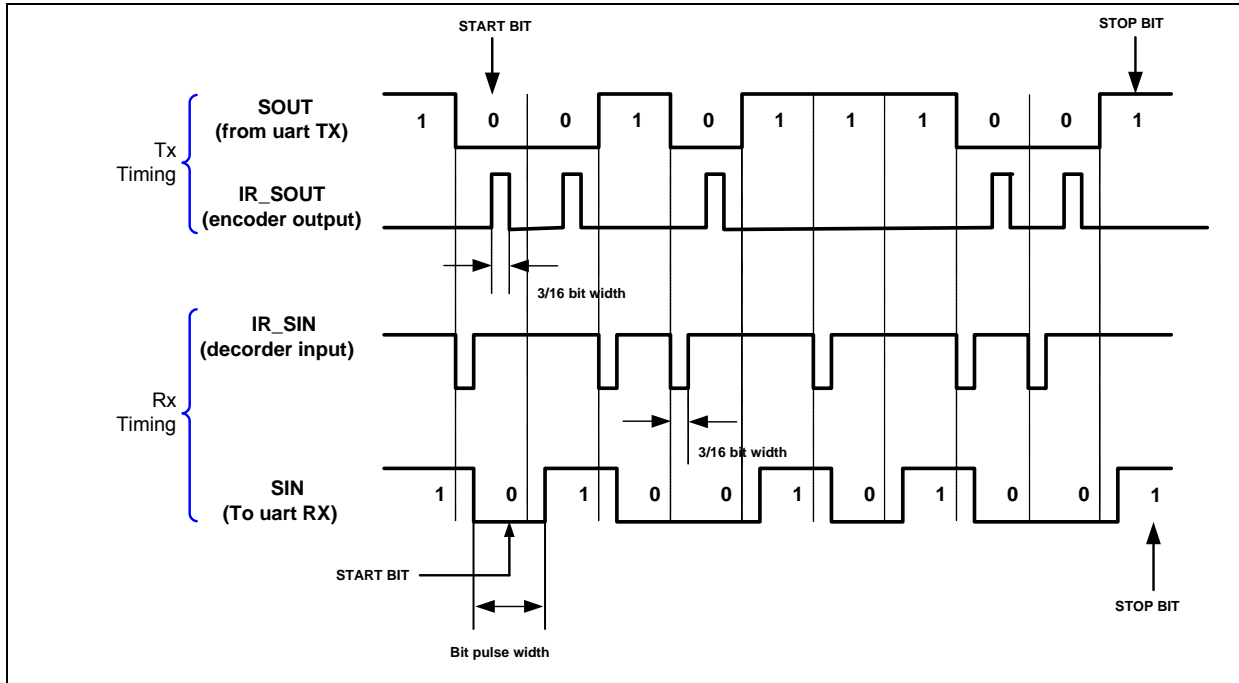 START BIT
STOP BIT
SOUT
(from uart TX)
1 0 0 1 0 1 1 1 0 0 1
Tx
Timing
IR_SOUT
(encoder output)
3/16 bit width
IR_SIN
(decorder input)
Rx
Timing
3/16 bit width
SIN
(To uart RX)
1 0 1 0 0 1 0 1 0 0 1
START BIT
STOP BIT
Bit pulse width